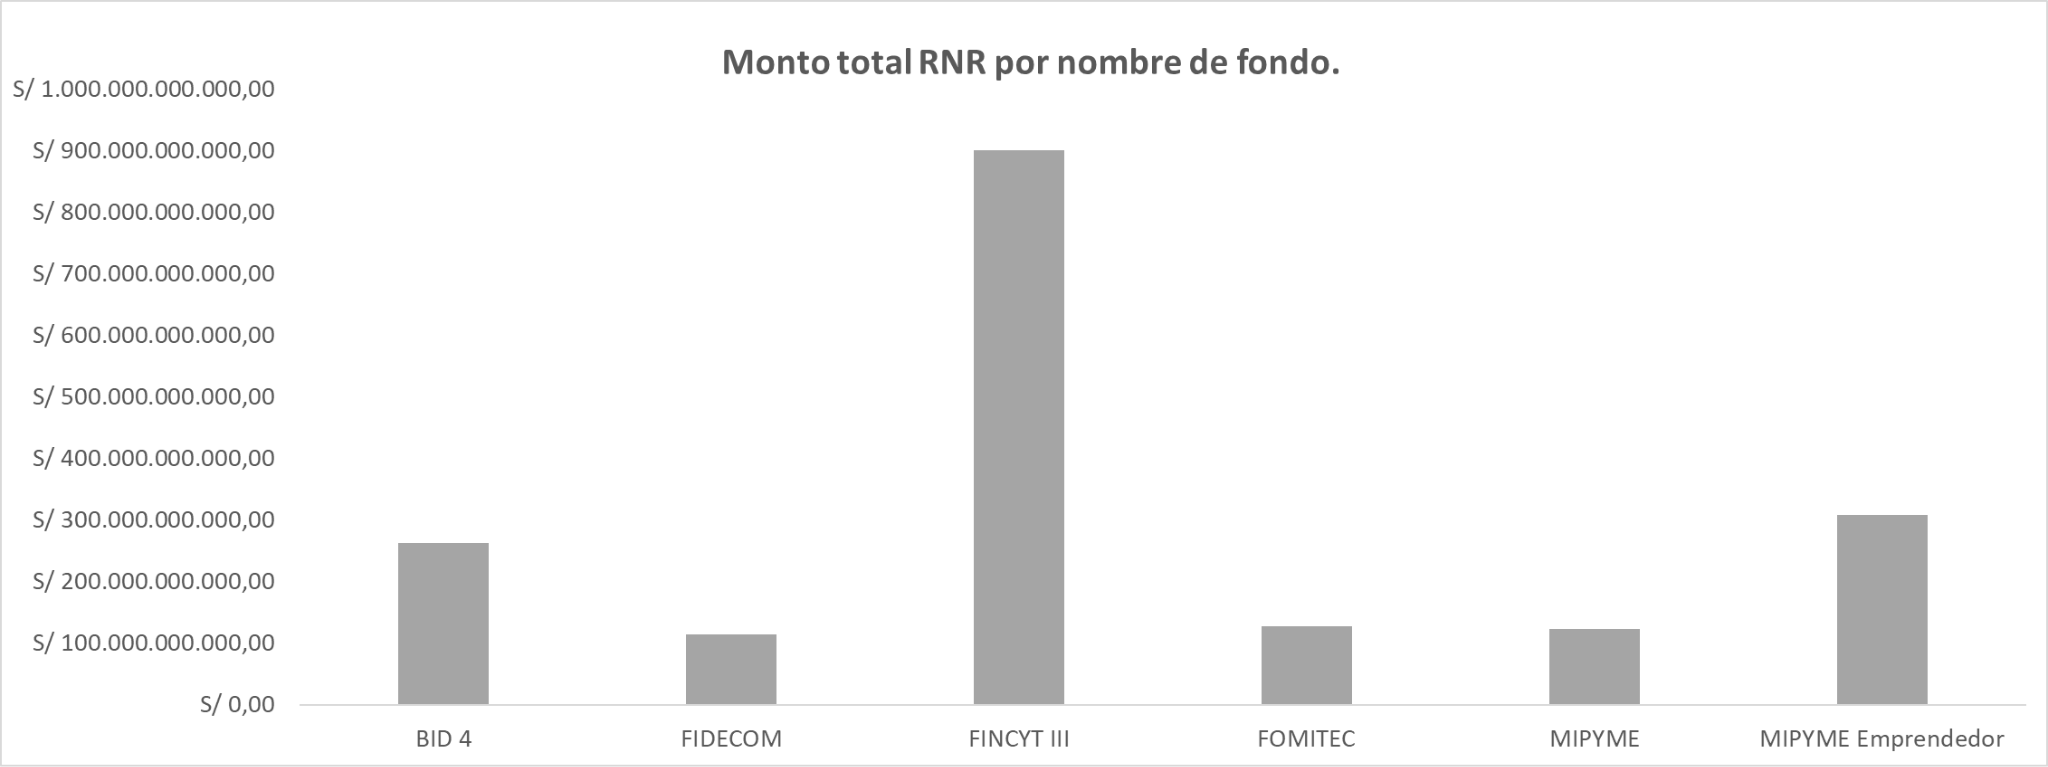 Monto total RNR por nombre de fondo.
S/ 1.000.000.000.000,00
S/ 900.000.000.000,00
S/ 800.000.000.000,00
S/ 700.000.000.000,00
S/ 600.000.000.000,00
S/ 500.000.000.000,00
S/ 400.000.000.000,00
S/ 300.000.000.000,00
S/ 200.000.000.000,00
S/ 100.000.000.000,00
S/ 0,00
BID 4
FIDECOM
FINCYT III
FOMITEC
MIPYME
MIPYME Emprendedor